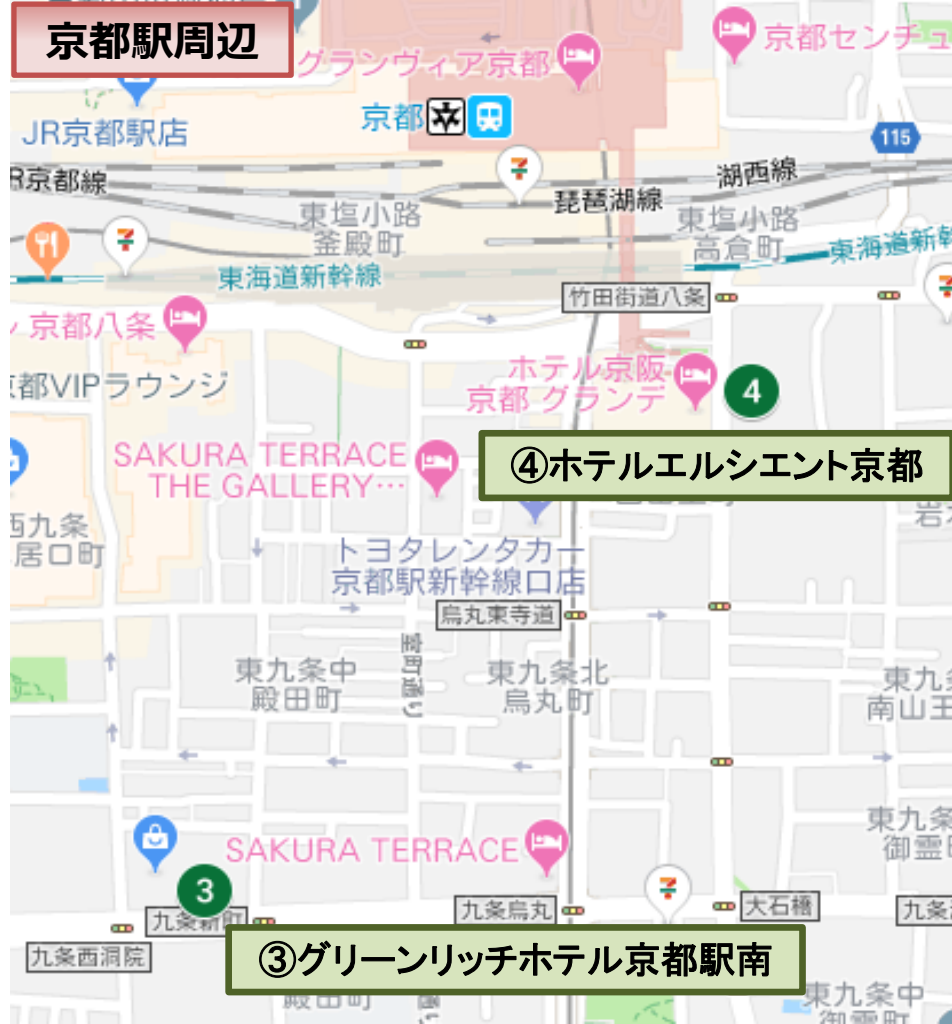 京都駅周辺
グランヴィア京都
京都センチュ
JR京都駅店
京都
115
R京都線
湖西線
琵琶湖線
東塩小路
釜殿町
東塩小路
高倉町
東海道新幹
東海道新幹線
竹田街道八条
京都八条
京都VIPラウンジ
ホテル京阪
京都 グランデ
4
SAKURA TERRACE
THE GALLERY…
④ホテルエルシエント京都
西九条
居口町
トヨタレンタカー
京都駅新幹線口店
烏丸東寺道
室町通り
東九条中
殿田町
東九条北
烏丸町
東九条
南山王
東九条
御霊
SAKURA TERRACE
3
九条新町
九条烏丸
大石橋
九条
九条西洞院
③グリーンリッチホテル京都駅南
殿田町
東九条中
御霊町